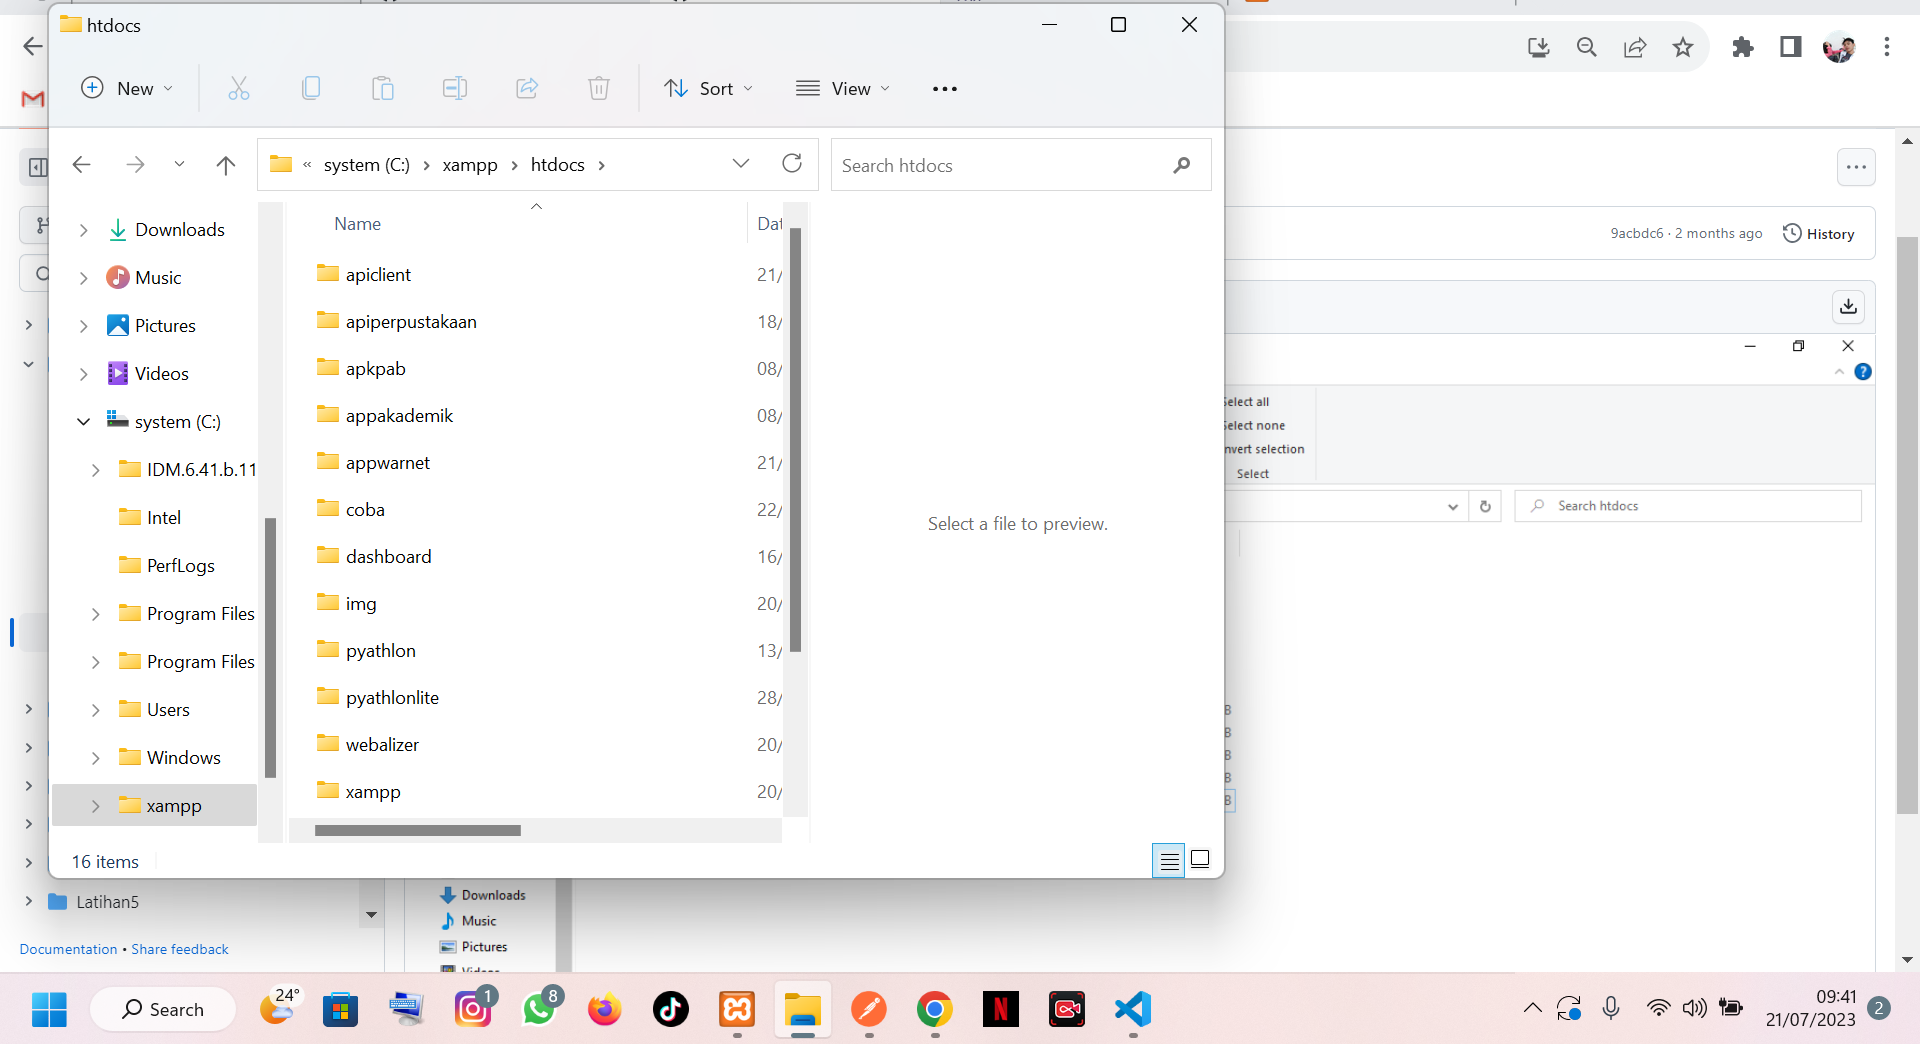 htdocs
New
Sort
View
« system (C:) › xampp › htdocs ›
Search htdocs
Name
Dat
Downloads
Music
Pictures
Videos
system (C:)
IDM.6.41.b.11
Intel
PerfLogs
Program Files
Program Files
Users
Windows
xampp
apiclient 21/
apiperpustakaan 18/
apkpab 08/
appakademik 08/
appwarnet 21/
coba 22/
dashboard 16/
img 20/
pyathlon 13/
pyathlonlite 28/
webalizer 20/
xampp 20/
Select a file to preview.
16 items
9acbdc6 · 2 months ago
History
Select all
Select none
nvert selection
Select
Search htdocs
B
B
B
B
B
Latihan5
Documentation • Share feedback
Downloads
Music
Pictures
Videos
Search
24°
1
8
09:41
21/07/2023
2